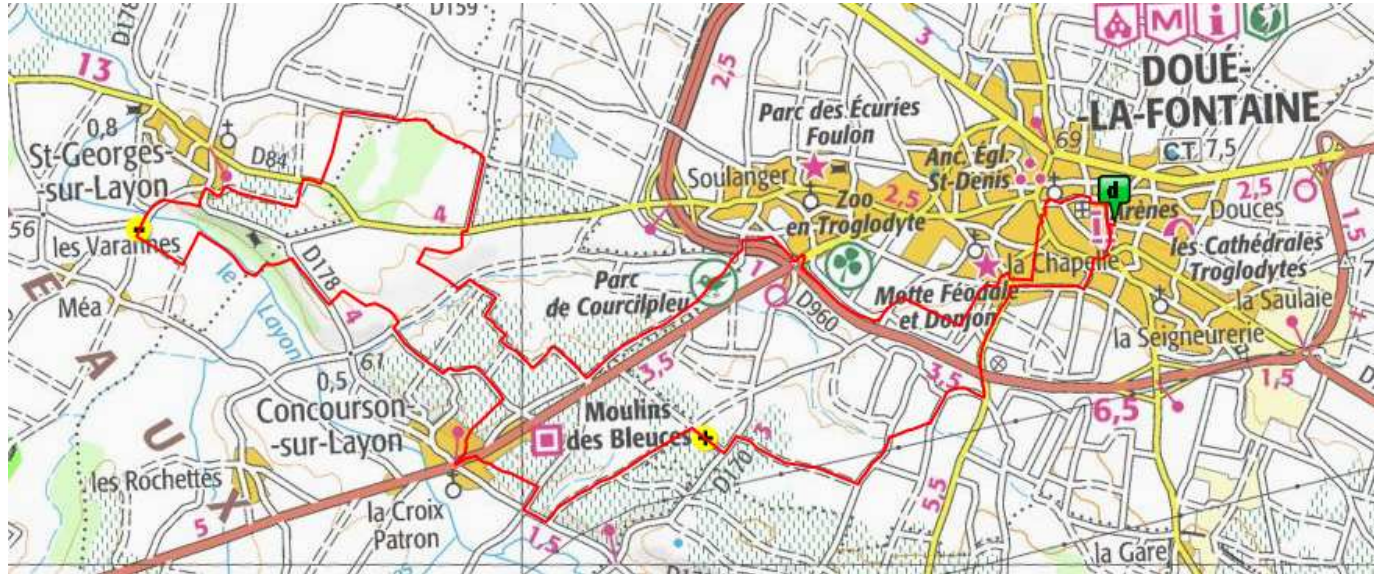 D178
D159
13
3
M
i
DOUÉ-
-LA-FONTAINE
2,5
Parc des Écuries
Foulon
0,8
St-Georges-
-sur-Layon
D84
69
CT
7,5
Anc. Égl.
St-Denis
Soulanger
2,5
d
2,5
Zoo
en Troglodyte
Arènes
Douces
4
56
les Varannes
les Cathédrales
Troglodytes
1,5
la Chapelle
D178
1
Parc
de Courcilpleu
Motte Féodale
et Donjon
la Saulaie
Méa
le
Layon
4
D960
la Seigneurerie
E
A
U
X
61
3,5
3,5
1,5
0,5
6,5
Concourson-
-sur-Layon
Moulins
des Bleuces
3
D170
les Rochettes
5,5
5
la Croix
Patron
1,5
la Gare